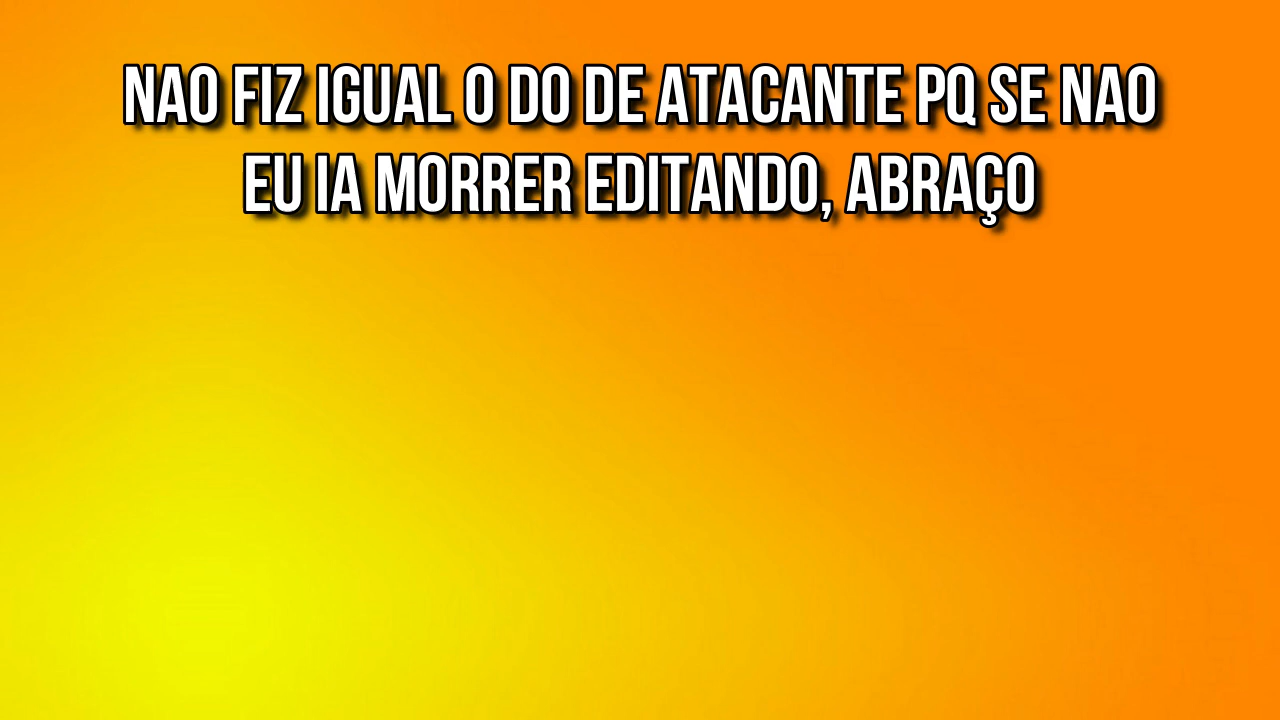 NAO FIZ IGUAL O DO DE ATACANTE PQ SE NAO
EU IA MORRER EDITANDO, ABRAÇO